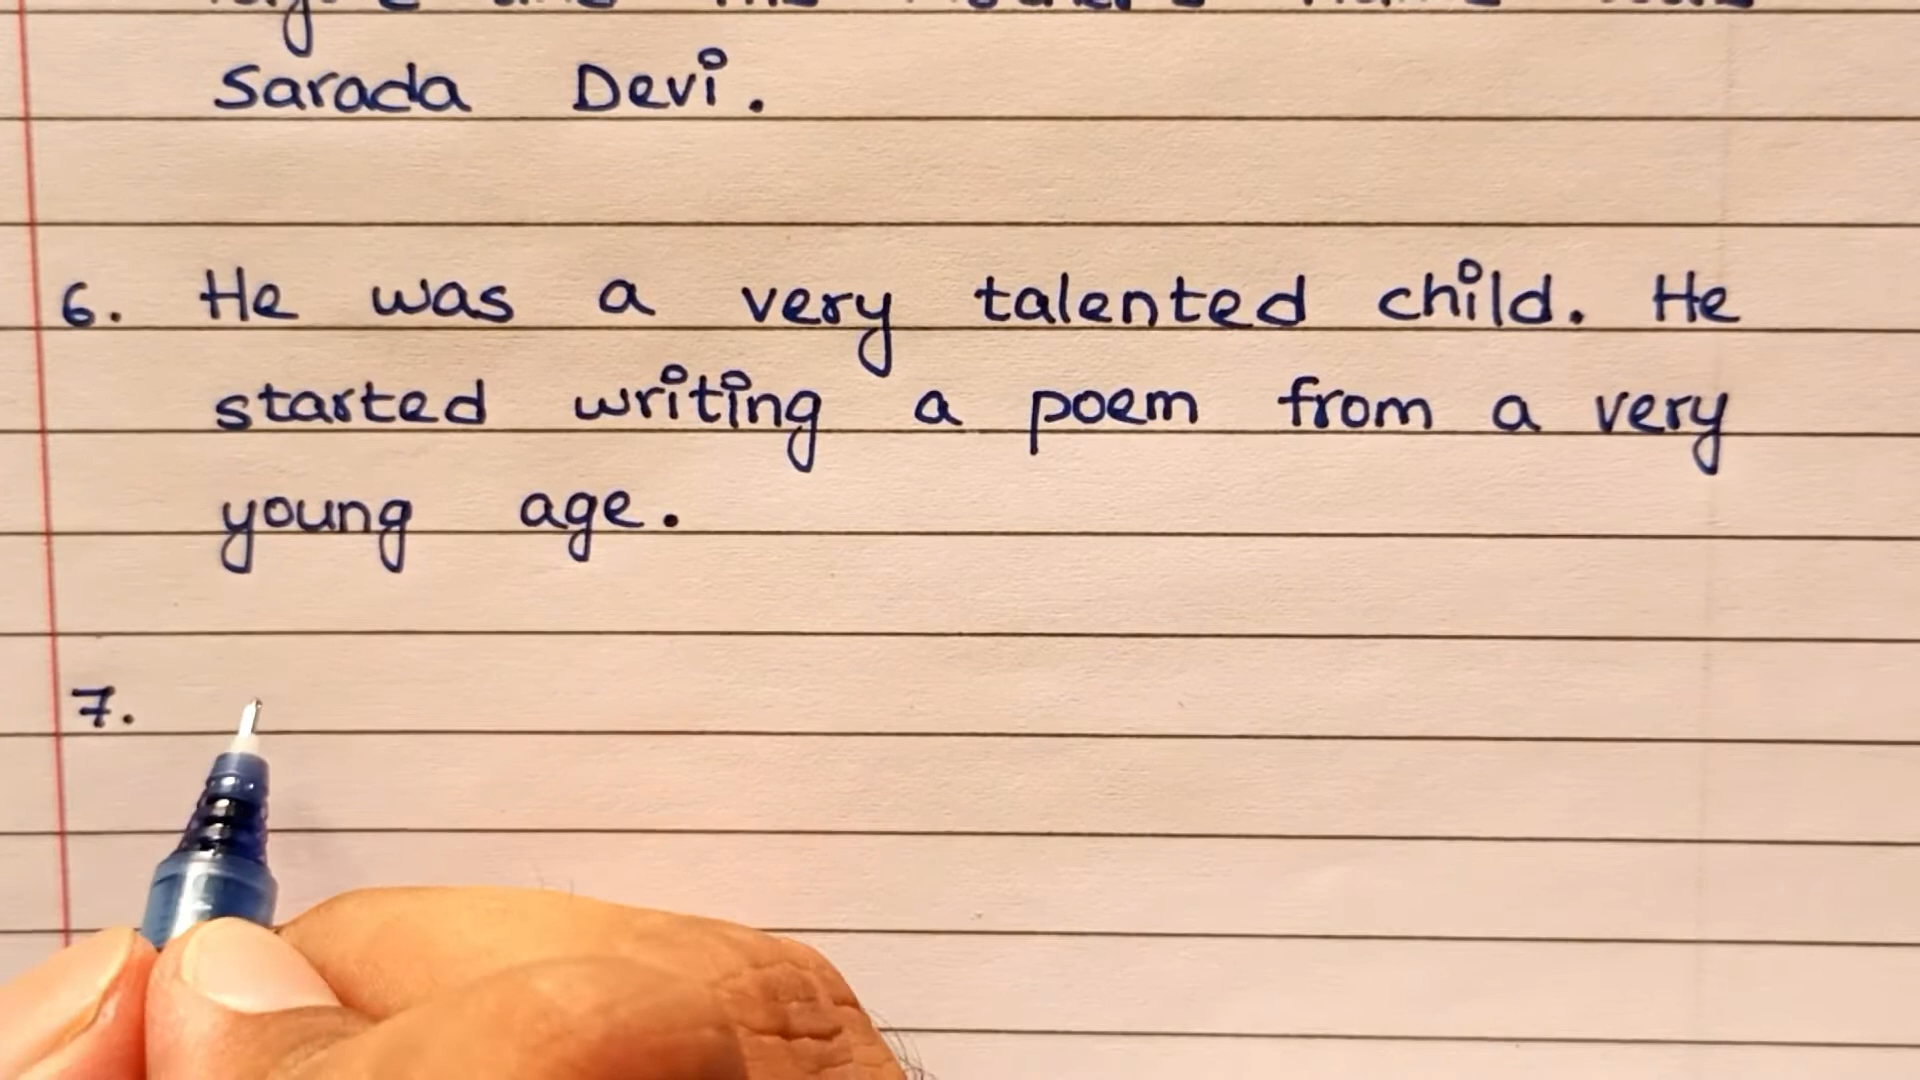 Sarada Devi.
6. He was a very talented child. He
started writing a poem from a very
young age.
7.